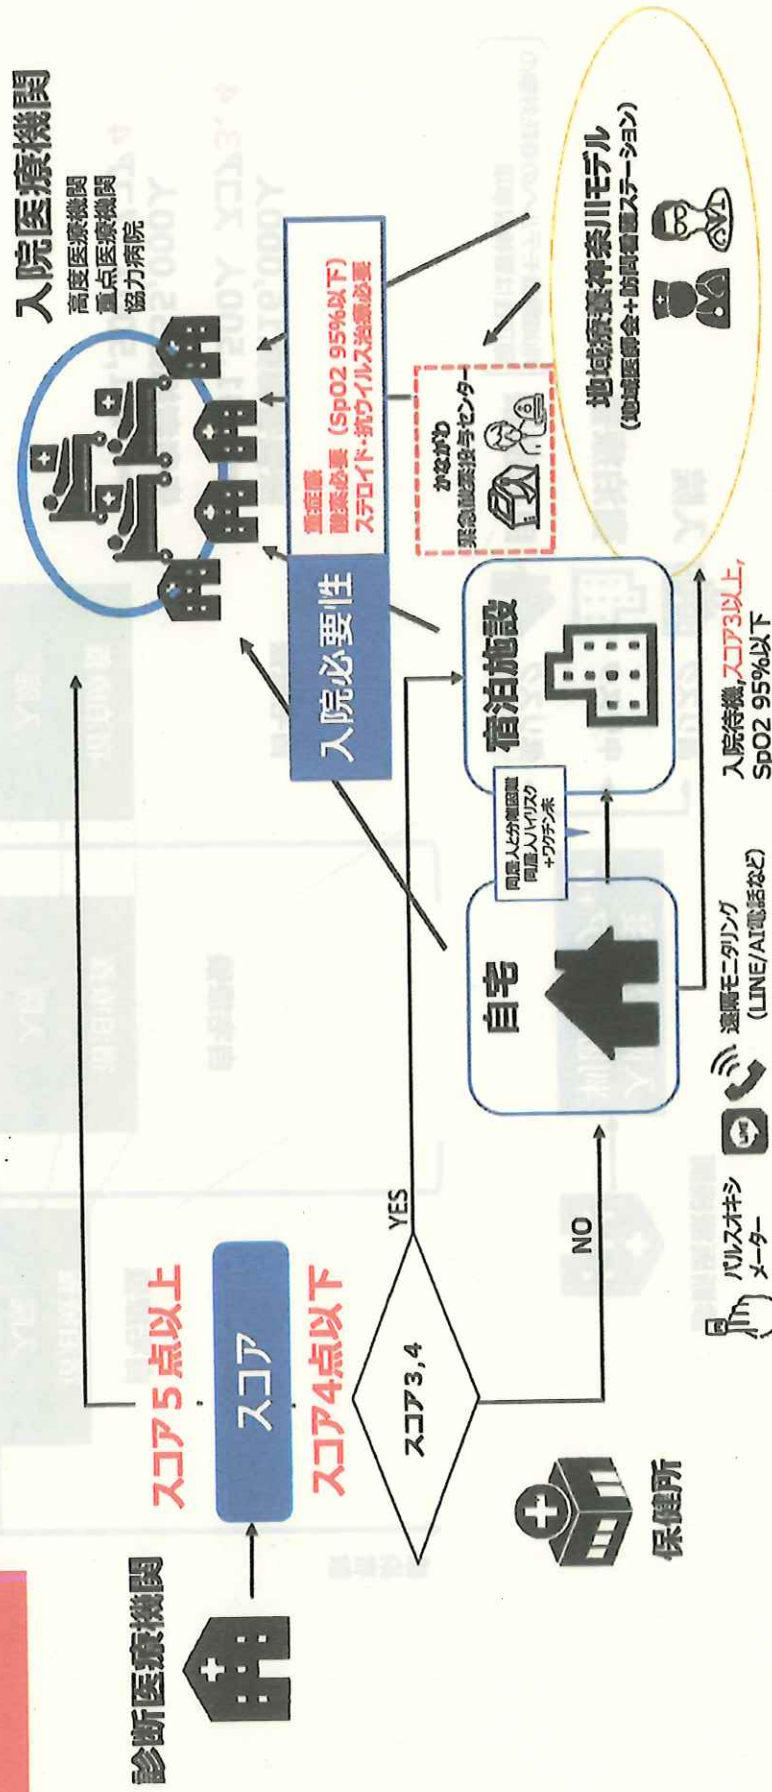 診断医療機関
スコア5点以上
スコア
スコア4点以下
スコア3,4
YES
NO
保健所
入院医療機関
高度医療機関
重点医療機関
協力病院
入院必要性
重症感
酸素必要(SpO2 95%以下)
ステロイド・抗ウイルス治療必要
かながわ
緊急酸素投与センター
自宅
同居人と分離困難
同居人ハイリスク
+ワクチン未
宿泊施設
地域療養神奈川モデル
(地域医師会+訪問看護ステーション)
パルスオキシ
メーター
LINE
遠隔モニタリング
(LINE/AI電話など)
入院待機,スコア3以上,
SpO2 95%以下